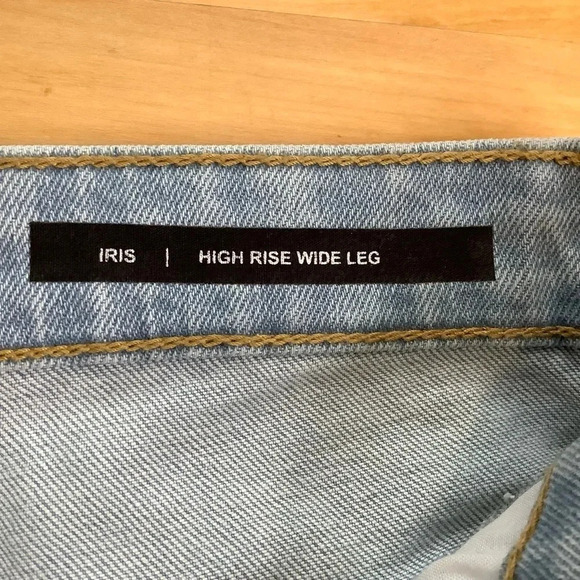 IRIS | HIGH RISE WIDE LEG